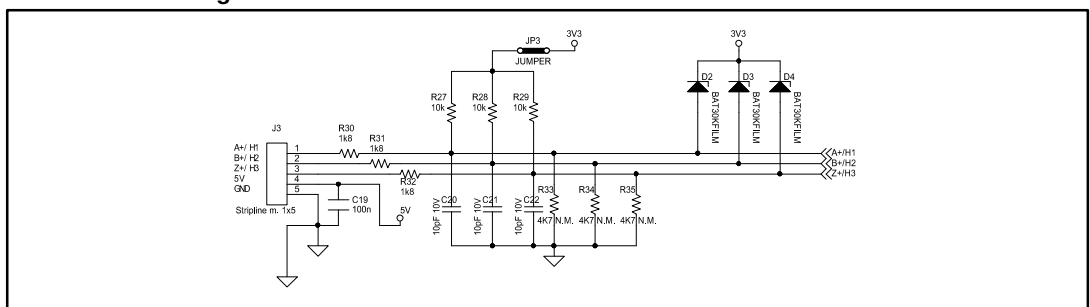 JP3
3V3
JUMPER
3V3
R27
10k
R28
10k
R29
10k
D2
BAT30KFILM
D3
BAT30KFILM
D4
BAT30KFILM
J3
A+/ H1
B+/ H2
Z+/ H3
5V
GND
1
2
3
4
5
Stripline m. 1x5
R30
1k8
R31
1k8
R32
1k8
C19
100n
5V
C20
10pF 10V
C21
10pF 10V
C22
10pF 10V
R33
4K7 N.M.
R34
4K7 N.M.
R35
4K7 N.M.
A+/H1
B+/H2
Z+/H3